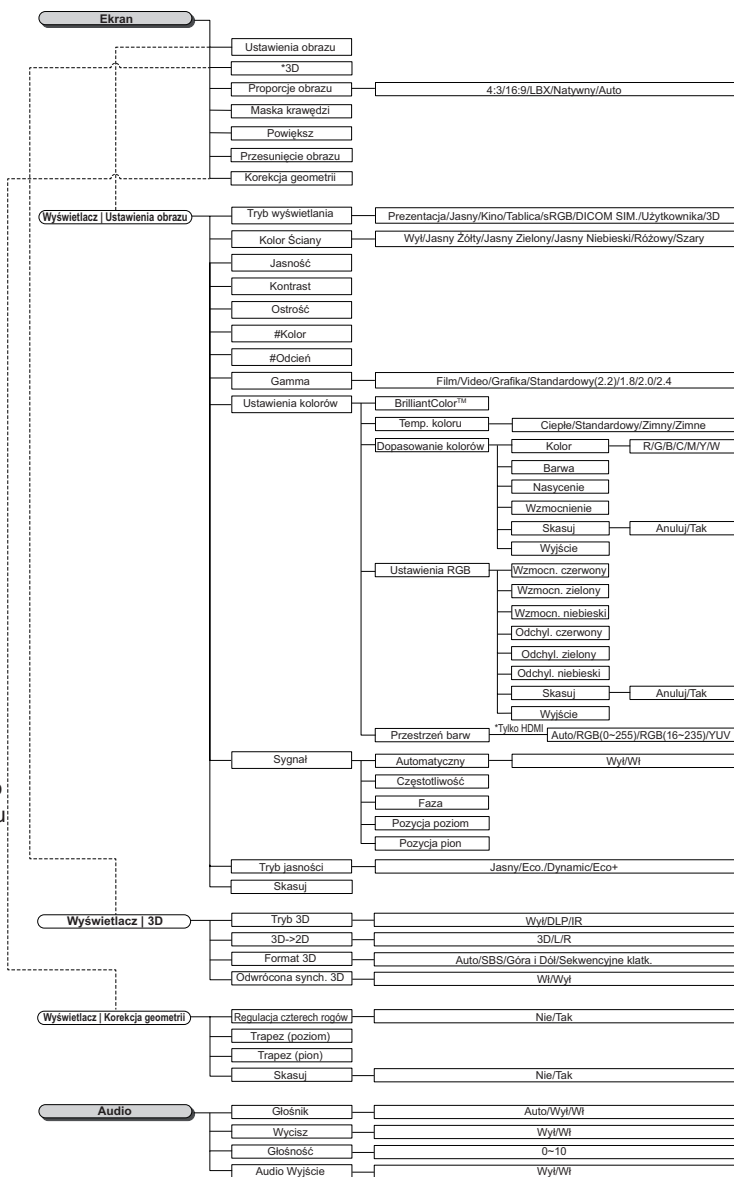 Ekran
Ustawienia obrazu
*3D
Proporcje obrazu 4:3/16:9/LBX/Natywny/Auto
Maska krawędzi
Powiększ
Przesunięcie obrazu
Korekcja geometrii
Wyświetlacz | Ustawienia obrazu Tryb wyświetlania Prezentacja/Jasny/Kino/Tablica/sRGB/DICOM SIM./Użytkownika/3D
Kolor Ściany Wył/Jasny Żółty/Jasny Zielony/Jasny Niebieski/Różowy/Szary
Jasność
Kontrast
Ostrość
#Kolor
#Odcień
Gamma Film/Video/Grafika/Standardowy(2.2)/1.8/2.0/2.4
Ustawienia kolorów BrilliantColor™
Temp. koloru Ciepłe/Standardowy/Zimny/Zimne
Dopasowanie kolorów Kolor R/G/B/C/M/Y/W
Barwa
Nasycenie
Wzmocnienie
Skasuj Anuluj/Tak
Wyjście
Ustawienia RGB Wzmocn. czerwony
Wzmocn. zielony
Wzmocn. niebieski
Odchyl. czerwony
Odchyl. zielony
Odchyl. niebieski
Skasuj Anuluj/Tak
Wyjście
Przestrzeń barw *Tylko HDMI Auto/RGB(0~255)/RGB(16~235)/YUV
Sygnał Automatyczny Wył/Wł
Częstotliwość
Faza
Pozycja poziom
Pozycja pion
Tryb jasności Jasny/Eco./Dynamic/Eco+
Skasuj
Wyświetlacz | 3D Tryb 3D Wył/DLP/IR
3D->2D 3D/L/R
Format 3D Auto/SBS/Góra i Dół/Sekwencyjne klatk.
Odwrócona synch. 3D Wł/Wył
Wyświetlacz | Korekcja geometrii Regulacja czterech rogów Nie/Tak
Trapez (poziom)
Trapez (pion)
Skasuj Nie/Tak
Audio Głośnik Auto/Wył/Wł
Wycisz Wył/Wł
Głośność 0~10
Audio Wyjście Wył/Wł